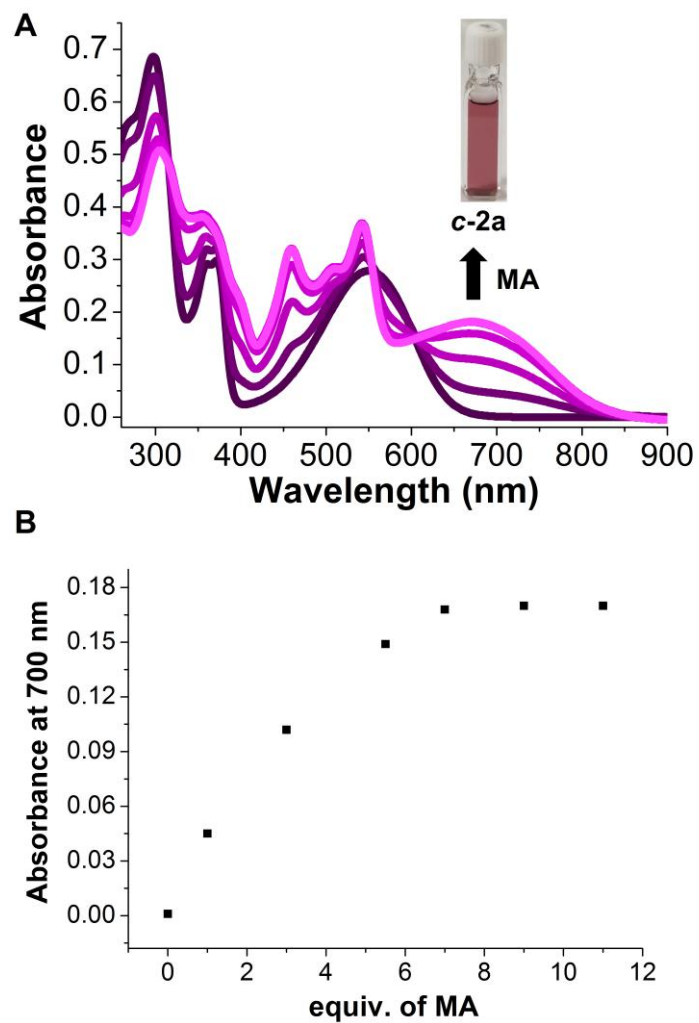 A
0.7
0.6
0.5
0.4
0.3
0.2
0.1
0.0
Absorbance
c-2a
MA
300 400 500 600 700 800 900
Wavelength (nm)
B
0.18
0.15
0.12
0.09
0.06
0.03
0.00
Absorbance at 700 nm
0 2 4 6 8 10 12
equiv. of MA